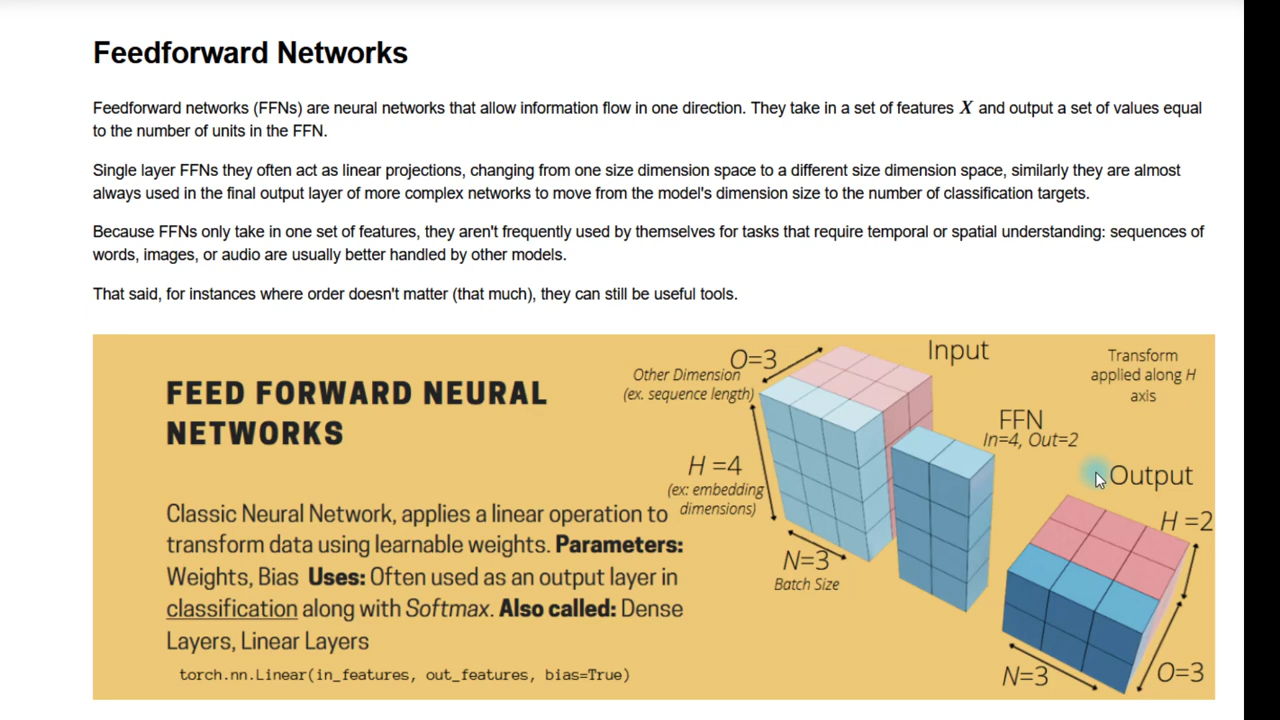 Feedforward Networks
Feedforward networks (FFNs) are neural networks that allow information flow in one direction. They take in a set of features X and output a set of values equal
to the number of units in the FFN.
Single layer FFNs they often act as linear projections, changing from one size dimension space to a different size dimension space, similarly they are almost
always used in the final output layer of more complex networks to move from the model's dimension size to the number of classification targets.
Because FFNs only take in one set of features, they aren't frequently used by themselves for tasks that require temporal or spatial understanding: sequences of
words, images, or audio are usually better handled by other models.
That said, for instances where order doesn't matter (that much), they can still be useful tools.
FEED FORWARD NEURAL
NETWORKS
Classic Neural Network, applies a linear operation to
transform data using learnable weights. Parameters:
Weights, Bias Uses: Often used as an output layer in
classification along with Softmax. Also called: Dense
Layers, Linear Layers
torch.nn.Linear(in_features, out_features, bias=True)
O=3
Other Dimension
(ex. sequence length)
Input
H =4
(ex: embedding
dimensions)
N=3
Batch Size
FFN
In=4, Out=2
Transform
applied along H
axis
Output
H =2
N=3
O=3